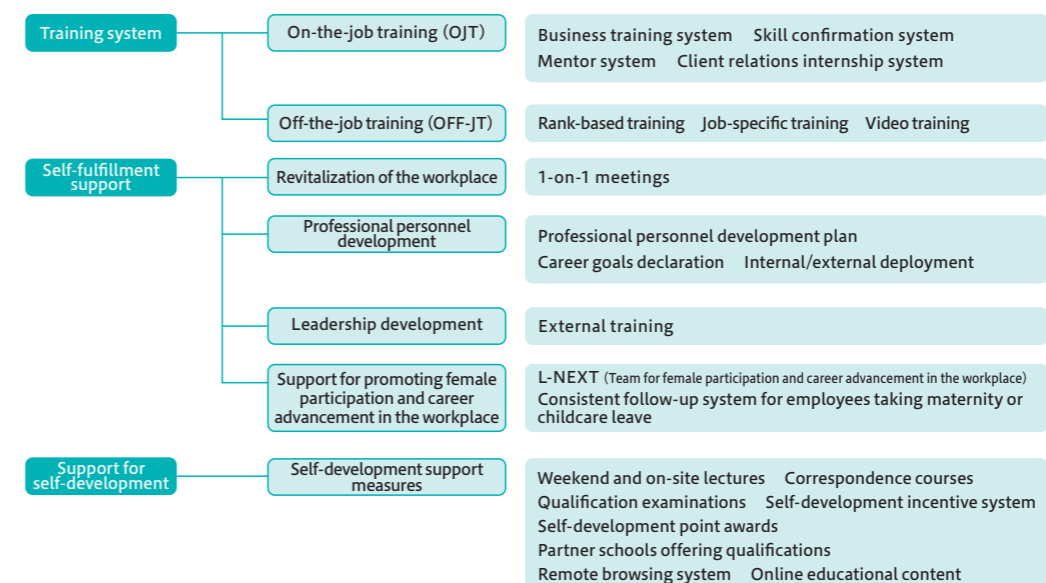 Training system
On-the-job training (OJT)
Business training system Skill confirmation system
Mentor system Client relations internship system
Off-the-job training (OFF-JT)
Rank-based training Job-specific training Video training
Self-fulfillment
support
Revitalization of the workplace
1-on-1 meetings
Professional personnel
development
Professional personnel development plan
Career goals declaration Internal/external deployment
Leadership development
External training
Support for promoting female
participation and career
advancement in the workplace
L-NEXT (Team for female participation and career advancement in the workplace)
Consistent follow-up system for employees taking maternity or
childcare leave
Support for
self-development
Self-development support
measures
Weekend and on-site lectures Correspondence courses
Qualification examinations Self-development incentive system
Self-development point awards
Partner schools offering qualifications
Remote browsing system Online educational content